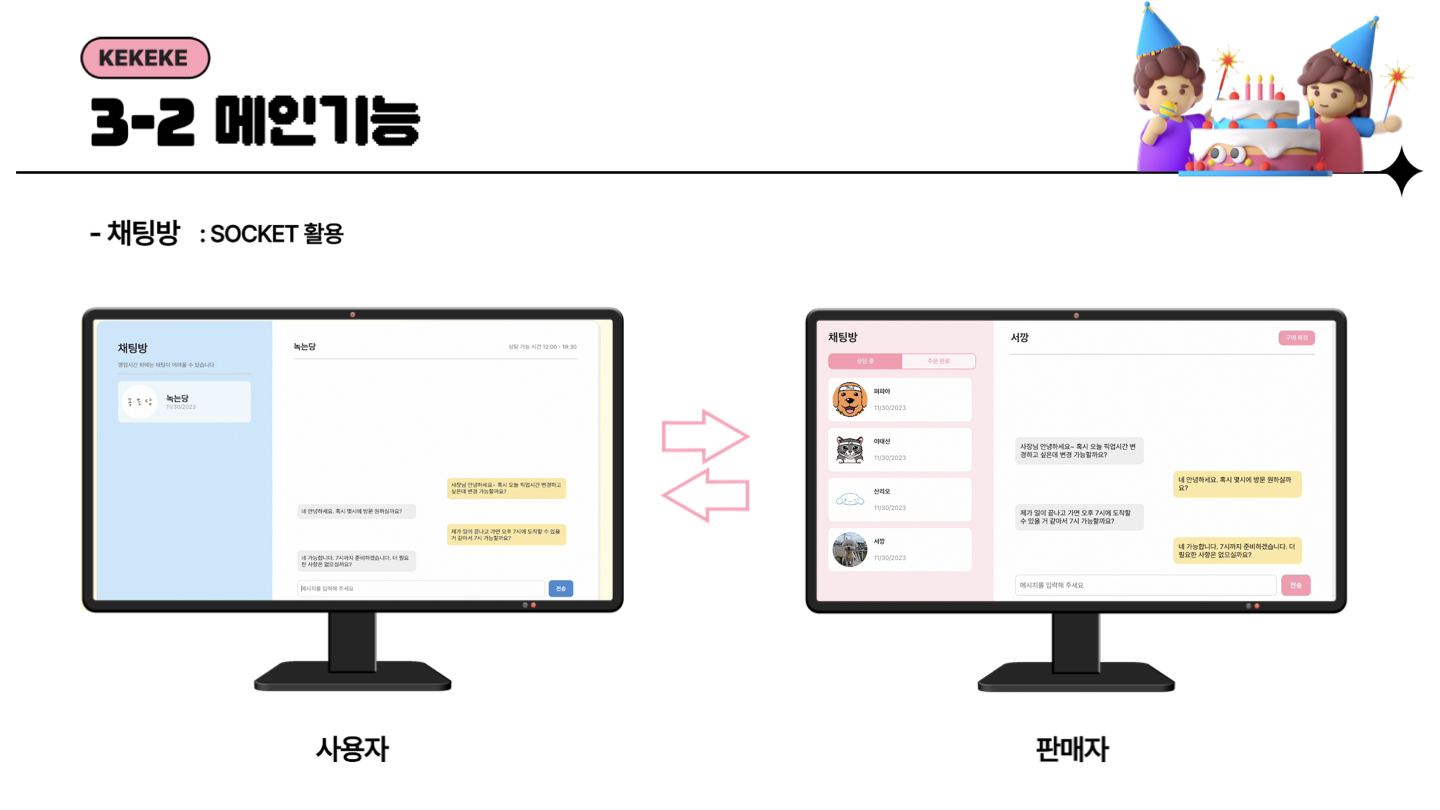 KEKEKE
3-2 메인기능
- 채팅방 : SOCKET 활용
채팅방
영업시간 외에는 채팅이 어려울 수 있습니다
녹는당
11/30/2023
녹는당
상담 가능 시간 12:00 - 19:30
사장님 안녕하세요~ 혹시 오늘 픽업시간 변경하고
싶은데 변경 가능할까요?
네 안녕하세요. 혹시 몇시에 방문 원하실까요?
제가 일이 끝나고 가면 오후 7시에 도착할 수 있을
거 같아서 7시 가능할까요?
네 가능합니다. 7시까지 준비하겠습니다. 더 필요
한 사항은 없으실까요?
메시지를 입력해 주세요
전송
채팅방
상담 중
주문 완료
퍼피아
11/30/2023
이태산
11/30/2023
산리오
11/30/2023
서깡
11/30/2023
서깡
구매 확정
사장님 안녕하세요~ 혹시 오늘 픽업시간 변
경하고 싶은데 변경 가능할까요?
네 안녕하세요. 혹시 몇시에 방문 원하실까
요?
제가 일이 끝나고 가면 오후 7시에 도착할
수 있을 거 같아서 7시 가능할까요?
네 가능합니다. 7시까지 준비하겠습니다. 더
필요한 사항은 없으실까요?
메시지를 입력해 주세요
전송
사용자
판매자